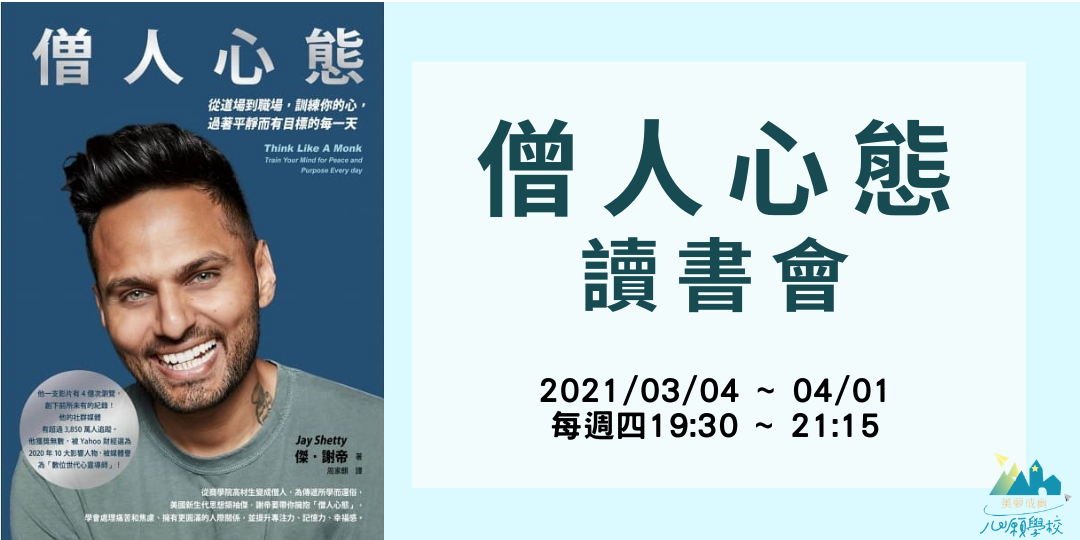 僧人心態
從道場到職場，訓練你的心，
過著平靜而有目標的每一天
Think Like A Monk
Train Your Mind for Peace and
Purpose Every day
他一支影片有 4 億次瀏覽，
創下前所未有的紀錄！
他的社群媒體
有超過 3,850 萬人追蹤。
他獲獎無數，被 Yahoo 財經選為
2020 年 10 大影響人物，被媒體譽
為「數位世代心靈導師」！
Jay Shetty
傑・謝帝 著
周家麒 譯
從商學院高材生變成僧人，為傳遞所學而還俗，
美國新生代思想領袖傑．謝帝要帶你擁抱「僧人心態」，
學會處理痛苦和焦慮、擁有更圓滿的人際關係，並提升專注力、記憶力、幸福感。
僧人心態
讀書會
2021/03/04 ~ 04/01
每週四19:30 ~ 21:15
美夢成真
心願學校